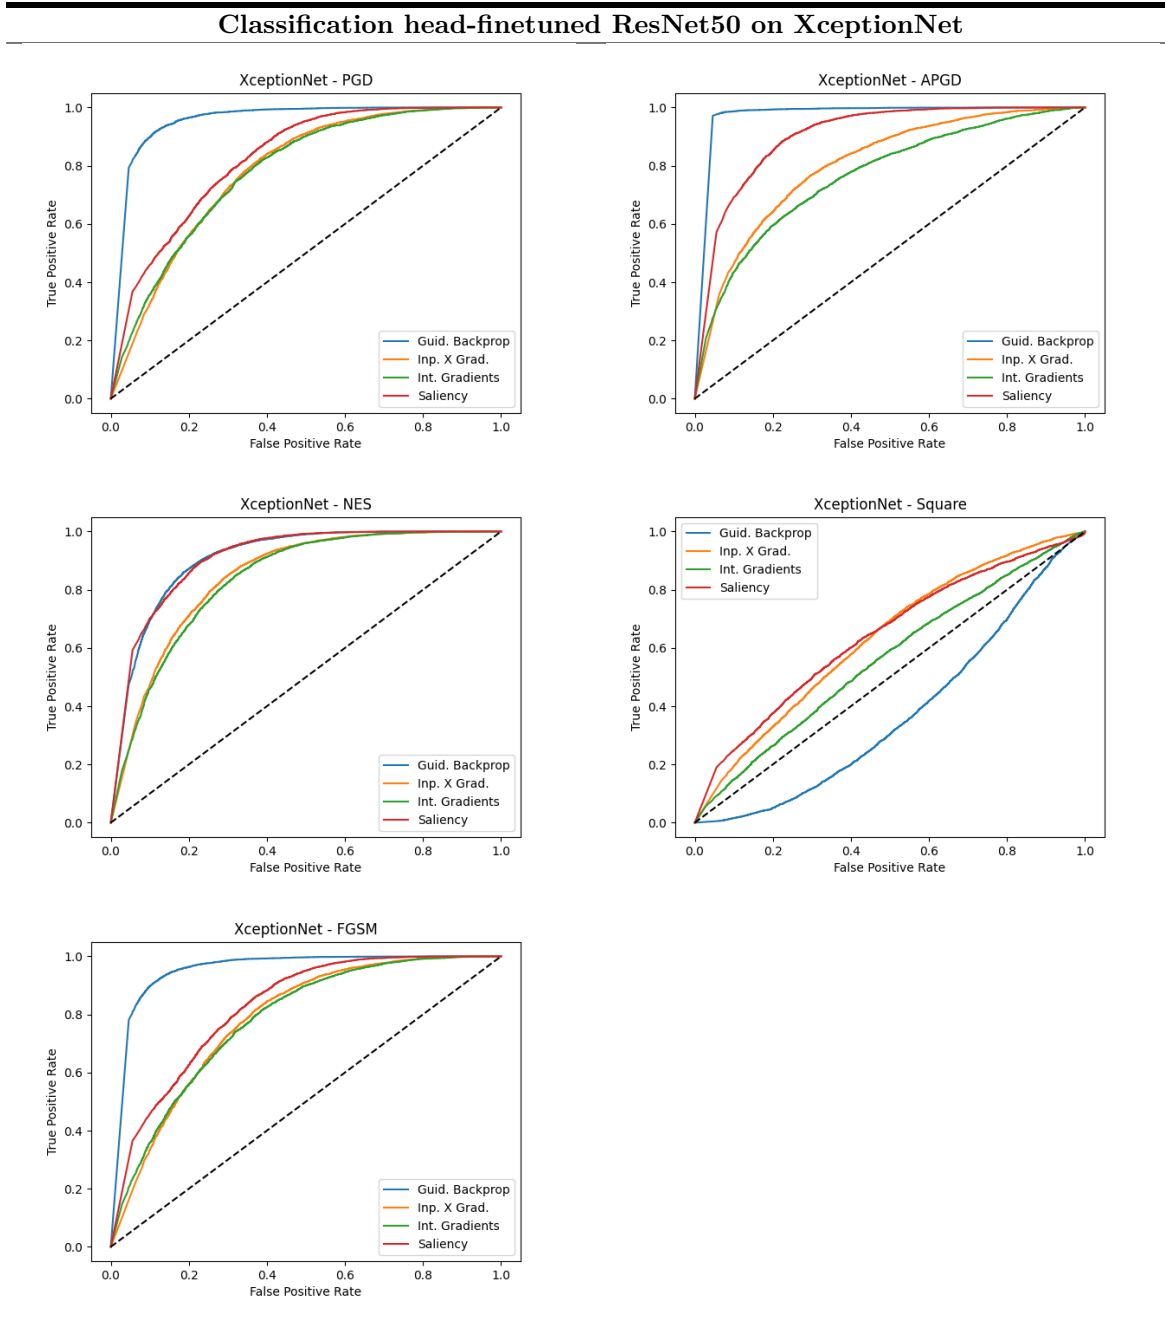 Classification head-finetuned ResNet50 on XceptionNet
XceptionNet - PGD
1.0
0.8
0.6
0.4
0.2
0.0
True Positive Rate
Guid. Backprop
Inp. X Grad.
Int. Gradients
Saliency
0.0 0.2 0.4 0.6 0.8 1.0
False Positive Rate
XceptionNet - APGD
1.0
0.8
0.6
0.4
0.2
0.0
True Positive Rate
Guid. Backprop
Inp. X Grad.
Int. Gradients
Saliency
0.0 0.2 0.4 0.6 0.8 1.0
False Positive Rate
XceptionNet - NES
1.0
0.8
0.6
0.4
0.2
0.0
True Positive Rate
Guid. Backprop
Inp. X Grad.
Int. Gradients
Saliency
0.0 0.2 0.4 0.6 0.8 1.0
False Positive Rate
XceptionNet - Square
1.0
0.8
0.6
0.4
0.2
0.0
True Positive Rate
Guid. Backprop
Inp. X Grad.
Int. Gradients
Saliency
0.0 0.2 0.4 0.6 0.8 1.0
False Positive Rate
XceptionNet - FGSM
1.0
0.8
0.6
0.4
0.2
0.0
True Positive Rate
Guid. Backprop
Inp. X Grad.
Int. Gradients
Saliency
0.0 0.2 0.4 0.6 0.8 1.0
False Positive Rate